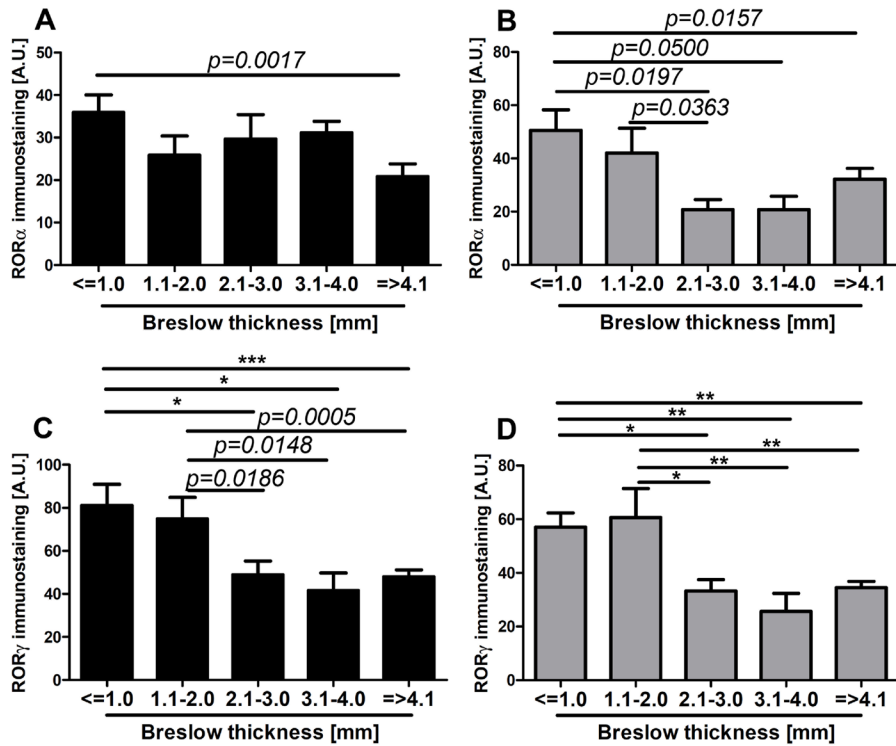 A
RORα immunostaining [A.U.]
50
40
30
20
10
0
p=0.0017
<=1.0 1.1-2.0 2.1-3.0 3.1-4.0 =>4.1
Breslow thickness [mm]
B
RORα immunostaining [A.U.]
80
60
40
20
0
p=0.0157
p=0.0500
p=0.0197
p=0.0363
<=1.0 1.1-2.0 2.1-3.0 3.1-4.0 =>4.1
Breslow thickness [mm]
C
RORγ immunostaining [A.U.]
100
80
60
40
20
0
***
*
*
p=0.0005
p=0.0148
p=0.0186
<=1.0 1.1-2.0 2.1-3.0 3.1-4.0 =>4.1
Breslow thickness [mm]
D
RORγ immunostaining [A.U.]
80
60
40
20
0
**
**
*
**
**
*
<=1.0 1.1-2.0 2.1-3.0 3.1-4.0 =>4.1
Breslow thickness [mm]